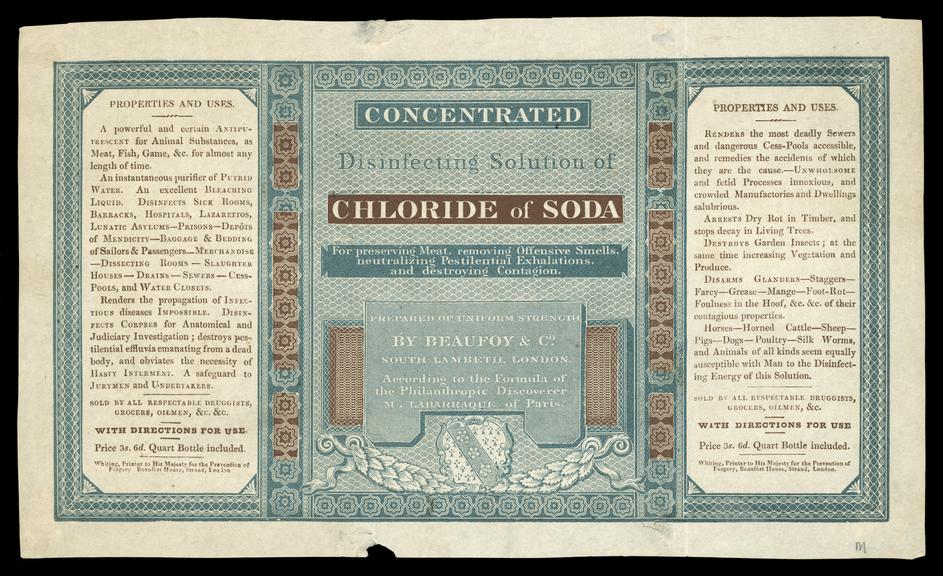 PROPERTIES AND USES.
A powerful and certain ANTIPU-
TRESCENT for Animal Substances, as
Meat, Fish, Game, &c. for almost any
length of time.
An instantaneous purifier of PUTRID
WATER. An excellent BLEACHING
LIQUID. DISINFECTS SICK ROOMS,
BARRACKS, HOSPITALS, LAZARETTOS,
LUNATIC ASYLUMS—PRISONS—DEPÔTS
of MENDICITY—BAGGAGE & BEDDING
of Sailors & Passengers—MERCHANDISE
—DISSECTING ROOMS — SLAUGHTER
HOUSES — DRAINS — SEWERS — CESS-
POOLS, and WATER CLOSETS.
Renders the propagation of INFEC-
TIOUS diseases IMPOSSIBLE. DISIN-
FECTS CORPSES for Anatomical and
Judiciary Investigation; destroys pes-
tilential effluvia emanating from a dead
body, and obviates the necessity of
HASTY INTERMENT. A safeguard to
JURYMEN and UNDERTAKERS.
SOLD BY ALL RESPECTABLE DRUGGISTS,
GROCERS, OILMEN, &C. &C.
WITH DIRECTIONS FOR USE.
Price 3s. 6d. Quart Bottle included.
Whiting, Printer to His Majesty for the Prevention of
Forgery Beaufort House, Strand, London
CONCENTRATED
Disinfecting Solution of
CHLORIDE of SODA
For preserving Meat, removing Offensive Smells,
neutralizing Pestilential Exhalations,
and destroying Contagion.
PREPARED OF UNIFORM STRENGTH
BY BEAUFOY & Co.
SOUTH LAMBETH, LONDON.
According to the Formula of
the Philanthropic Discoverer
M. LABARRAQUE of Paris.
PROPERTIES AND USES.
RENDERS the most deadly Sewers
and dangerous Cess-Pools accessible,
and remedies the accidents of which
they are the cause.—UNWHOLSOME
and fetid Processes innoxious, and
crowded Manufactories and Dwellings
salubrious.
ARRESTS Dry Rot in Timber, and
stops decay in Living Trees.
DESTROYS Garden Insects; at the
same time increasing Vegetation and
Produce.
DISARMS GLANDERS—Staggers—
Farcy—Grease—Mange—Foot-Rot—
Foulness in the Hoof, &c. &c. of their
contagious properties.
Horses—Horned Cattle—Sheep—
Pigs—Dogs—Poultry—Silk Worms,
and Animals of all kinds seem equally
susceptible with Man to the Disinfect-
ing Energy of this Solution.
SOLD BY ALL RESPECTABLE DRUGGISTS,
GROCERS, OILMEN, &c.
WITH DIRECTIONS FOR USE
Price 3s. 6d. Quart Bottle included.
Whiting, Printer to His Majesty for the Prevention of
Forgery, Beaufort House, Strand, London.
M